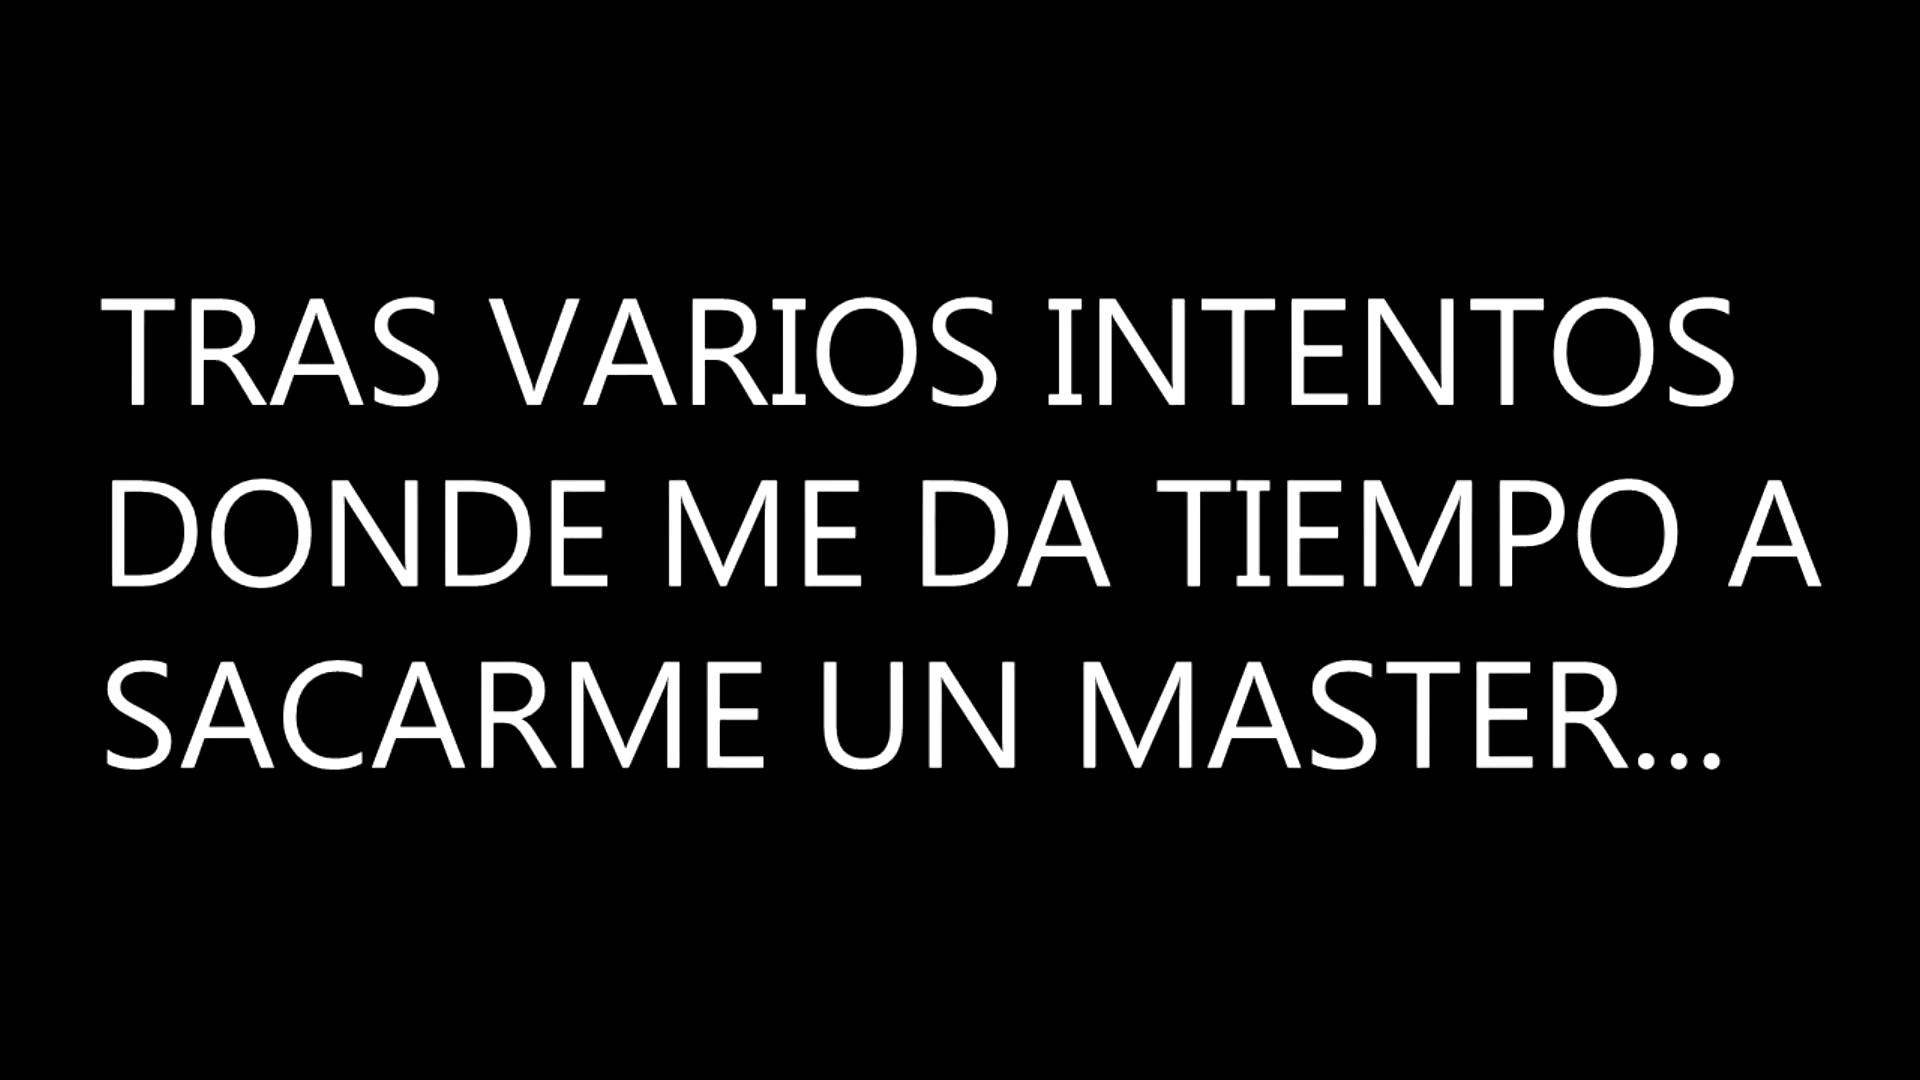 TRAS VARIOS INTENTOS
DONDE ME DA TIEMPO A
SACARME UN MASTER...